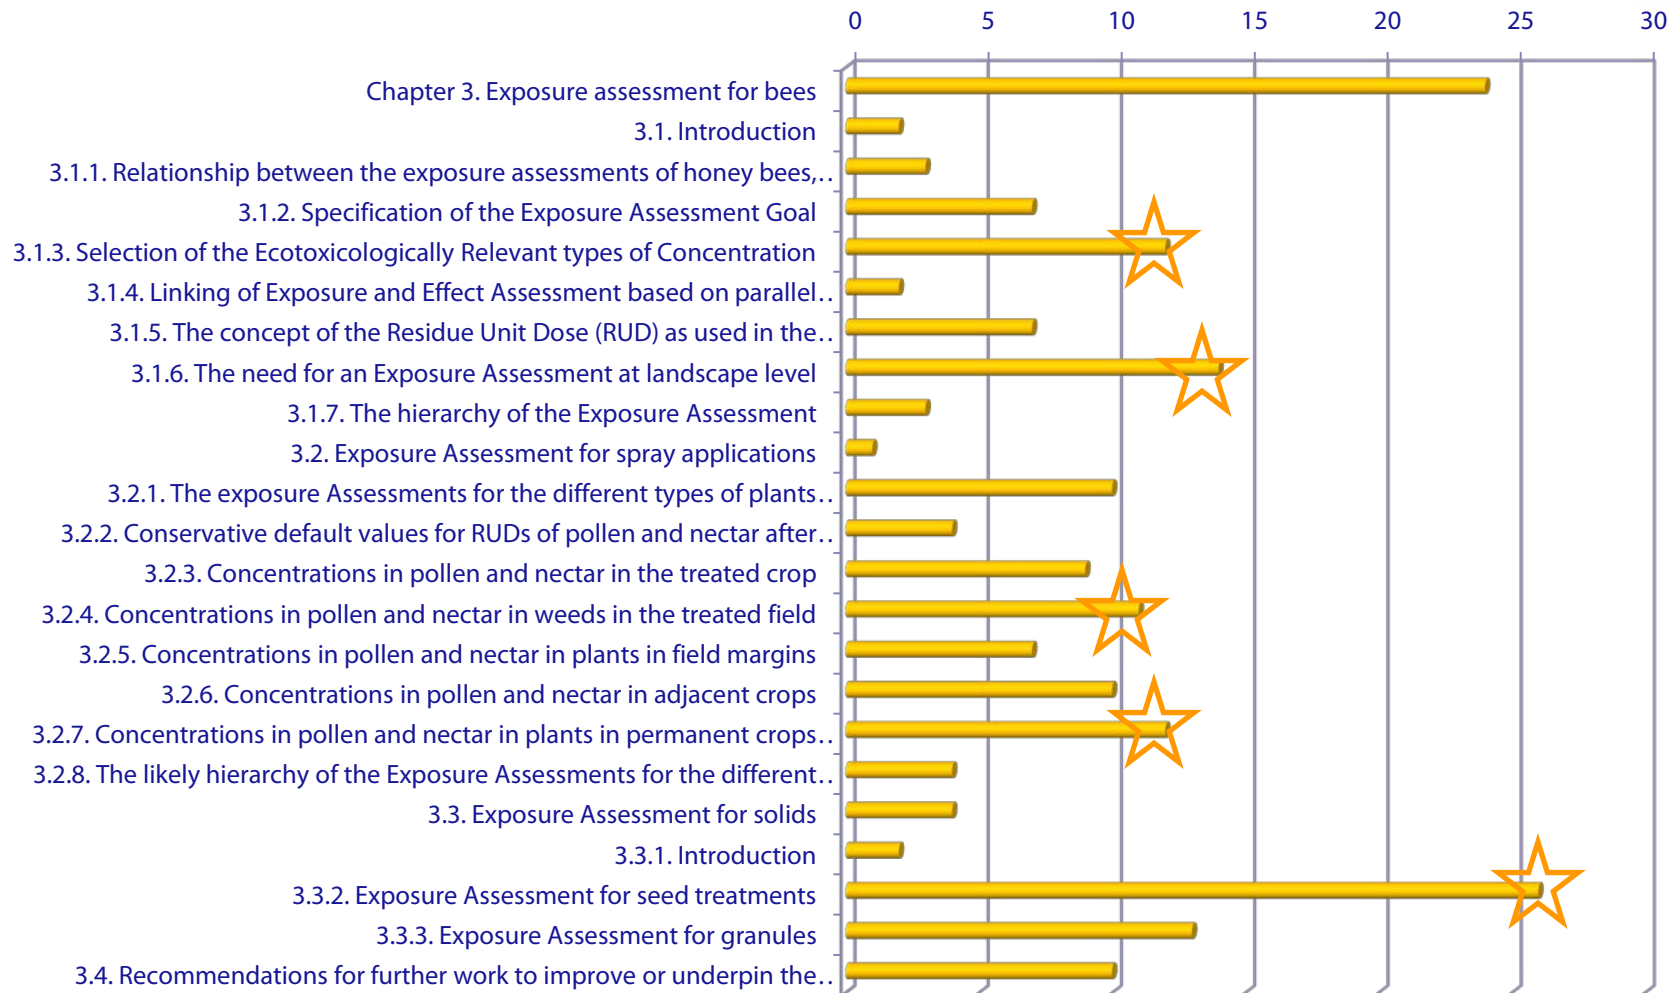 0 5 10 15 20 25 30
Chapter 3. Exposure assessment for bees
3.1. Introduction
3.1.1. Relationship between the exposure assessments of honey bees,..
3.1.2. Specification of the Exposure Assessment Goal
3.1.3. Selection of the Ecotoxicologically Relevant types of Concentration
3.1.4. Linking of Exposure and Effect Assessment based on parallel..
3.1.5. The concept of the Residue Unit Dose (RUD) as used in the..
3.1.6. The need for an Exposure Assessment at landscape level
3.1.7. The hierarchy of the Exposure Assessment
3.2. Exposure Assessment for spray applications
3.2.1. The exposure Assessments for the different types of plants..
3.2.2. Conservative default values for RUDs of pollen and nectar after..
3.2.3. Concentrations in pollen and nectar in the treated crop
3.2.4. Concentrations in pollen and nectar in weeds in the treated field
3.2.5. Concentrations in pollen and nectar in plants in field margins
3.2.6. Concentrations in pollen and nectar in adjacent crops
3.2.7. Concentrations in pollen and nectar in plants in permanent crops..
3.2.8. The likely hierarchy of the Exposure Assessments for the different..
3.3. Exposure Assessment for solids
3.3.1. Introduction
3.3.2. Exposure Assessment for seed treatments
3.3.3. Exposure Assessment for granules
3.4. Recommendations for further work to improve or underpin the..